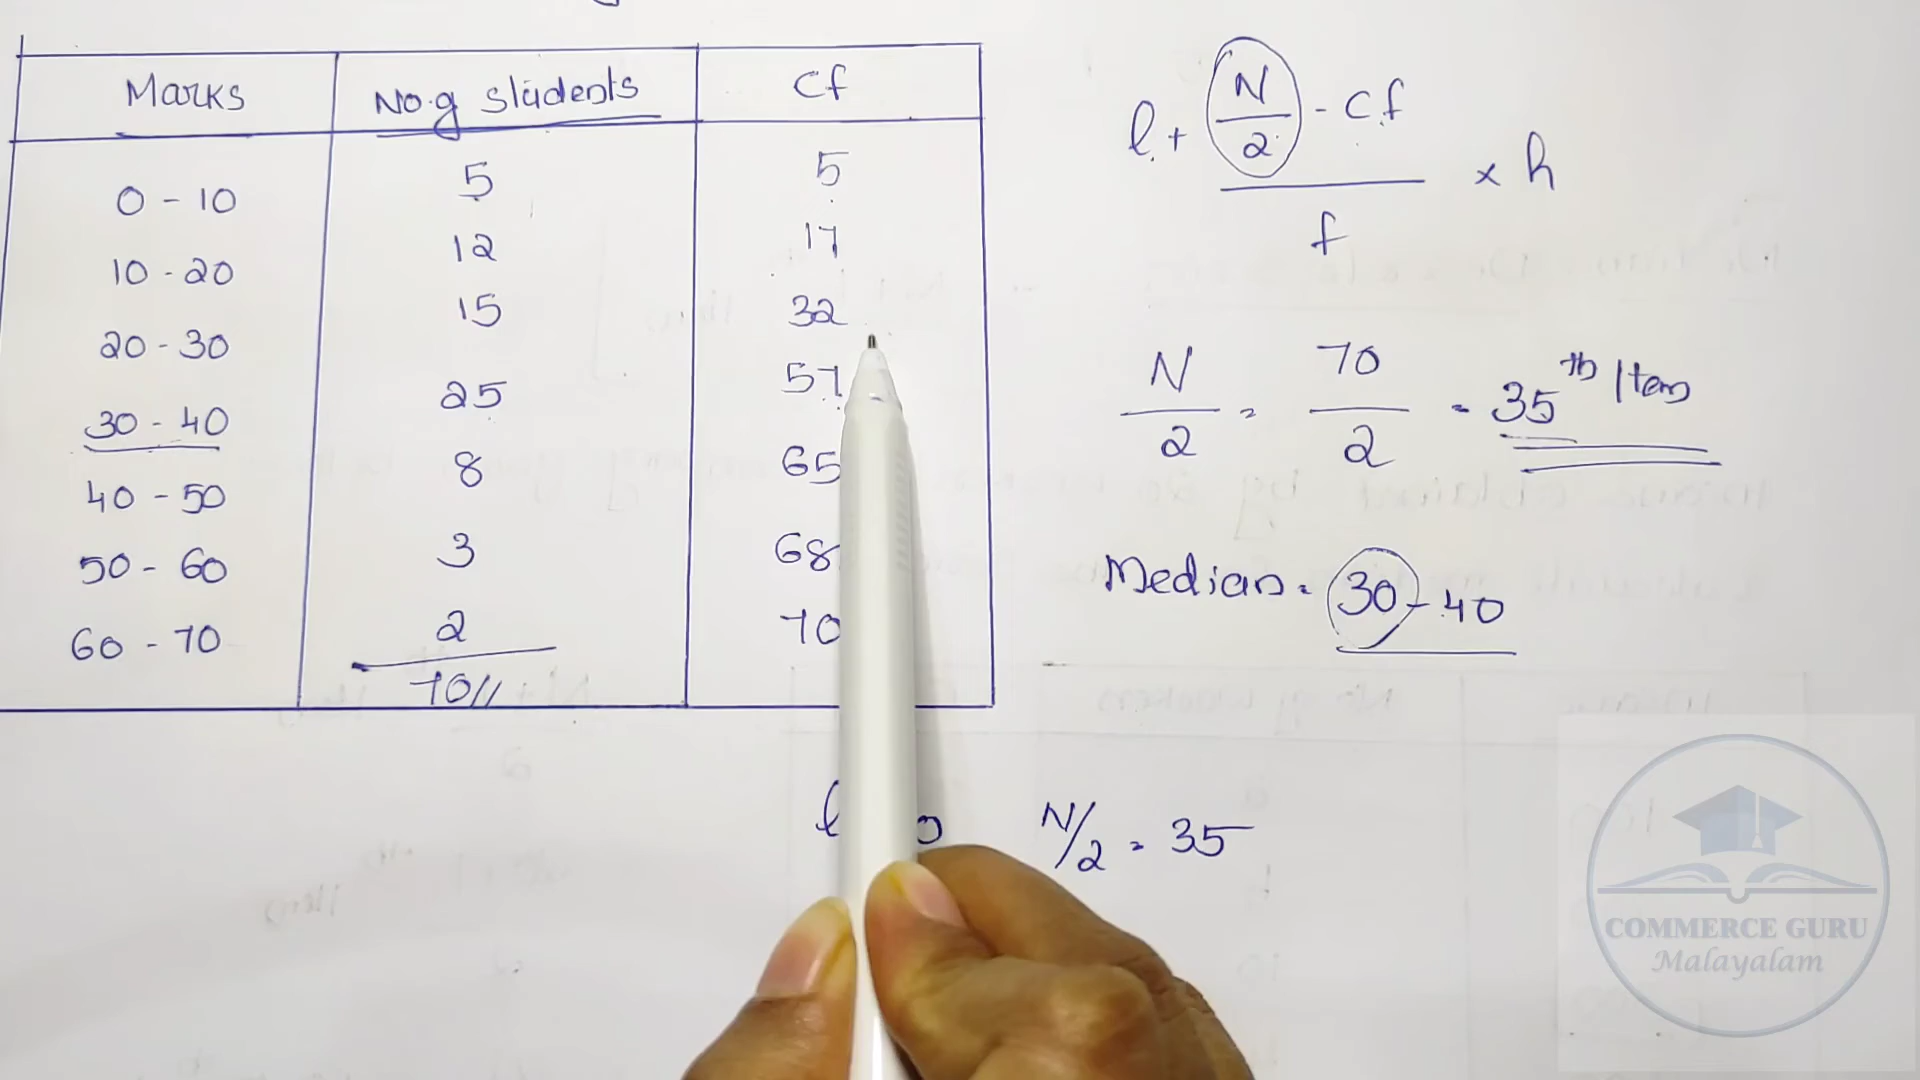 Marks No.of students Cf
0 - 10 5 5
10 - 20 12 17
20 - 30 15 32
30 - 40 25 57
40 - 50 8 65
50 - 60 3 68
60 - 70 2 70
70//
l + N/2 - Cf / f × h
N/2 = 70/2 = 35th Item
Median = 30 - 40
N/2 = 35
COMMERCE GURU
Malayalam